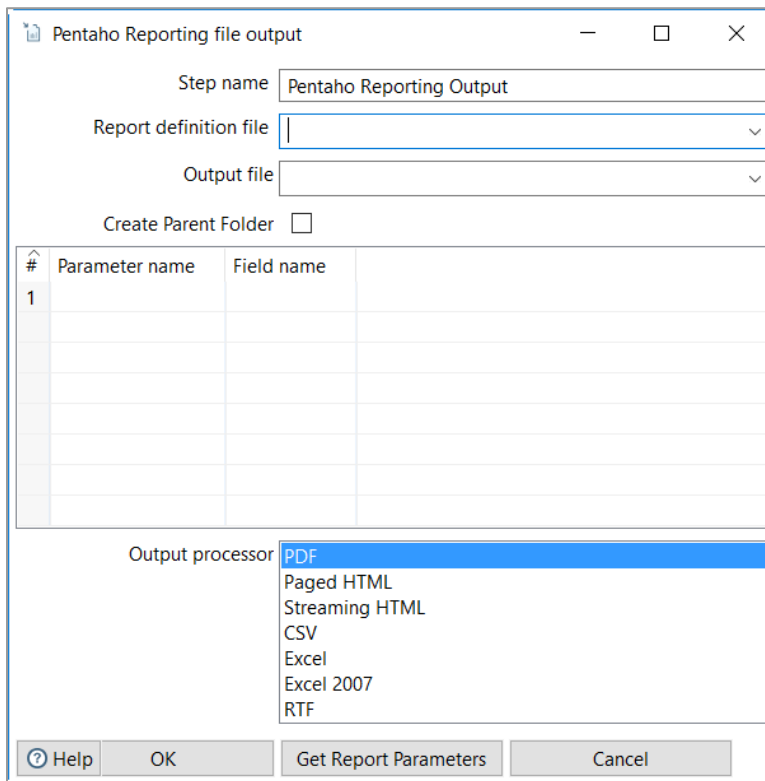 Pentaho Reporting file output
Step name Pentaho Reporting Output
Report definition file
Output file
Create Parent Folder
# Parameter name Field name
1
Output processor PDF
Paged HTML
Streaming HTML
CSV
Excel
Excel 2007
RTF
Help OK Get Report Parameters Cancel